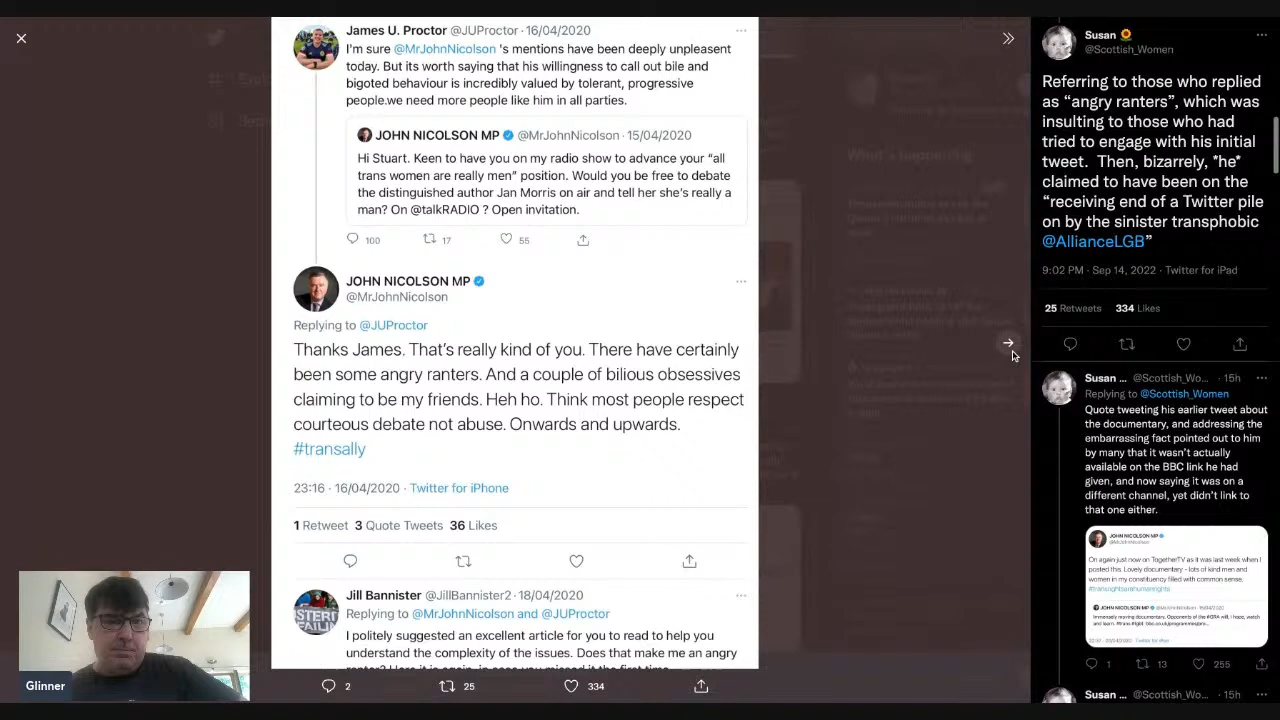 James U. Proctor @JUProctor · 16/04/2020
I'm sure @MrJohnNicolson 's mentions have been deeply unpleasent
today. But its worth saying that his willingness to call out bile and
bigoted behaviour is incredibly valued by tolerant, progressive
people.we need more people like him in all parties.
JOHN NICOLSON MP @MrJohnNicolson · 15/04/2020
Hi Stuart. Keen to have you on my radio show to advance your “all
trans women are really men” position. Would you be free to debate
the distinguished author Jan Morris on air and tell her she's really a
man? On @talkRADIO ? Open invitation.
100 17 55
JOHN NICOLSON MP
@MrJohnNicolson
Replying to @JUProctor
Thanks James. That's really kind of you. There have certainly
been some angry ranters. And a couple of bilious obsessives
claiming to be my friends. Heh ho. Think most people respect
courteous debate not abuse. Onwards and upwards.
#transally
23:16 · 16/04/2020 · Twitter for iPhone
1 Retweet 3 Quote Tweets 36 Likes
Jill Bannister @JillBannister2 · 18/04/2020
Replying to @MrJohnNicolson and @JUProctor
I politely suggested an excellent article for you to read to help you
understand the complexity of the issues. Does that make me an angry
2 25 334
Glinner
Susan
@Scottish_Women
Referring to those who replied
as “angry ranters”, which was
insulting to those who had
tried to engage with his initial
tweet. Then, bizarrely, *he*
claimed to have been on the
“receiving end of a Twitter pile
on by the sinister transphobic
@AllianceLGB”
9:02 PM · Sep 14, 2022 · Twitter for iPad
25 Retweets 334 Likes
Susan ... @Scottish_Wo... · 15h
Replying to @Scottish_Women
Quote tweeting his earlier tweet about
the documentary, and addressing the
embarrassing fact pointed out to him
by many that it wasn't actually
available on the BBC link he had
given, and now saying it was on a
different channel, yet didn't link to
that one either.
JOHN NICOLSON MP
@MrJohnNicolson
On again just now on TogetherTV as it was last week when I
posted this. Lovely documentary - lots of kind men and
women in my constituency filled with common sense.
#transrightsarehumanrights
JOHN NICOLSON MP
1 13 255
Susan ... @Scottish_Wo... · 15h